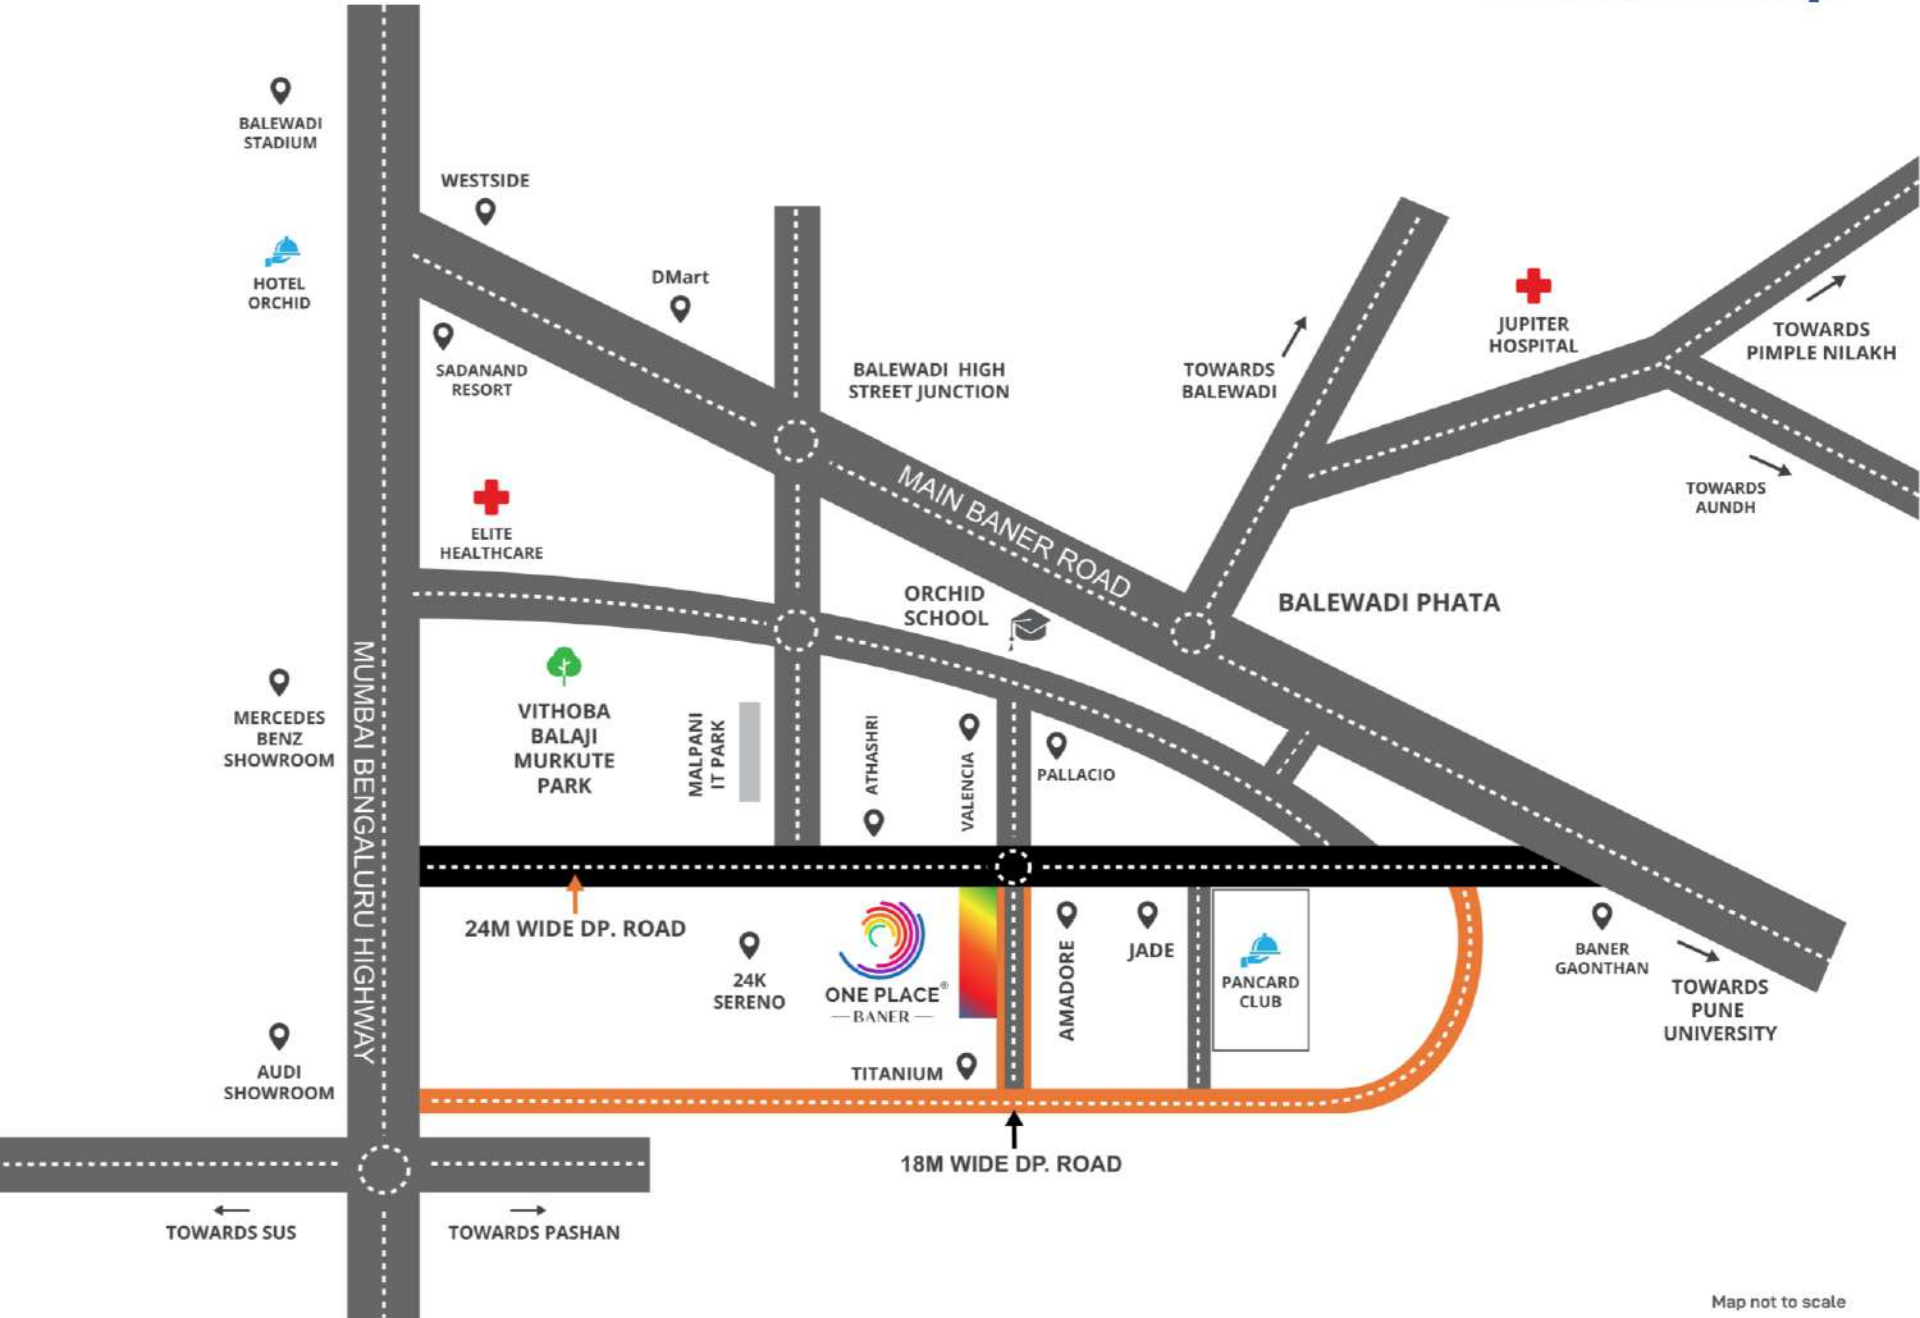 BALEWADI
STADIUM
WESTSIDE
HOTEL
ORCHID
DMart
SADANAND
RESORT
BALEWADI HIGH
STREET JUNCTION
TOWARDS
BALEWADI
JUPITER
HOSPITAL
TOWARDS
PIMPLE NILAKH
TOWARDS
AUNDH
MAIN BANER ROAD
ELITE
HEALTHCARE
ORCHID
SCHOOL
BALEWADI PHATA
MUMBAI BENGALURU HIGHWAY
MERCEDES
BENZ
SHOWROOM
VITHOBA
BALAJI
MURKUTE
PARK
MALPANI
IT PARK
ATHASHRI
VALENCIA
PALLACIO
24M WIDE DP. ROAD
24K
SERENO
ONE PLACE®
BANER
AMADORE
JADE
PANCARD
CLUB
BANER
GAONTHAN
TOWARDS
PUNE
UNIVERSITY
TITANIUM
AUDI
SHOWROOM
18M WIDE DP. ROAD
TOWARDS SUS
TOWARDS PASHAN
Map not to scale